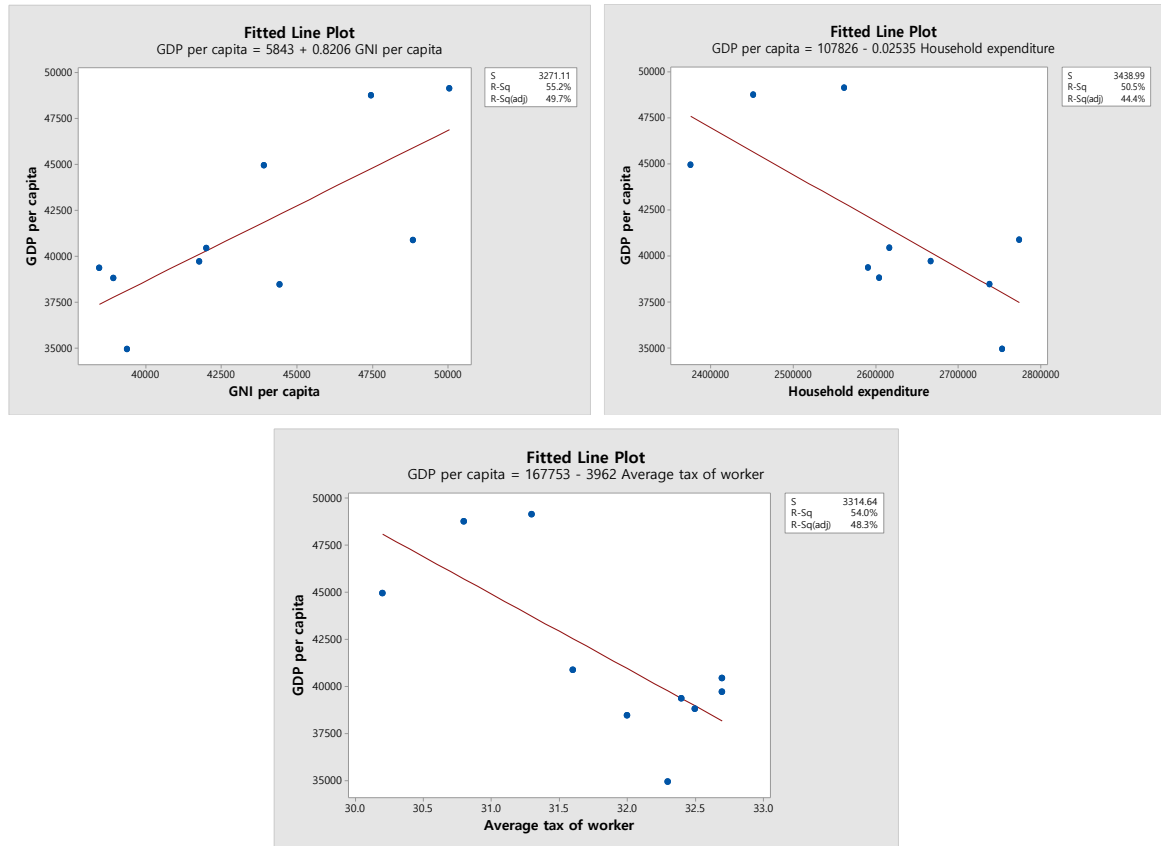 Fitted Line Plot
GDP per capita = 5843 + 0.8206 GNI per capita
S 3271.11
R-Sq 55.2%
R-Sq(adj) 49.7%
50000
47500
45000
42500
40000
37500
35000
GDP per capita
40000 42500 45000 47500 50000
GNI per capita
Fitted Line Plot
GDP per capita = 107826 - 0.02535 Household expenditure
S 3438.99
R-Sq 50.5%
R-Sq(adj) 44.4%
50000
47500
45000
42500
40000
37500
35000
GDP per capita
2400000 2500000 2600000 2700000 2800000
Household expenditure
Fitted Line Plot
GDP per capita = 167753 - 3962 Average tax of worker
S 3314.64
R-Sq 54.0%
R-Sq(adj) 48.3%
50000
47500
45000
42500
40000
37500
35000
GDP per capita
30.0 30.5 31.0 31.5 32.0 32.5 33.0
Average tax of worker